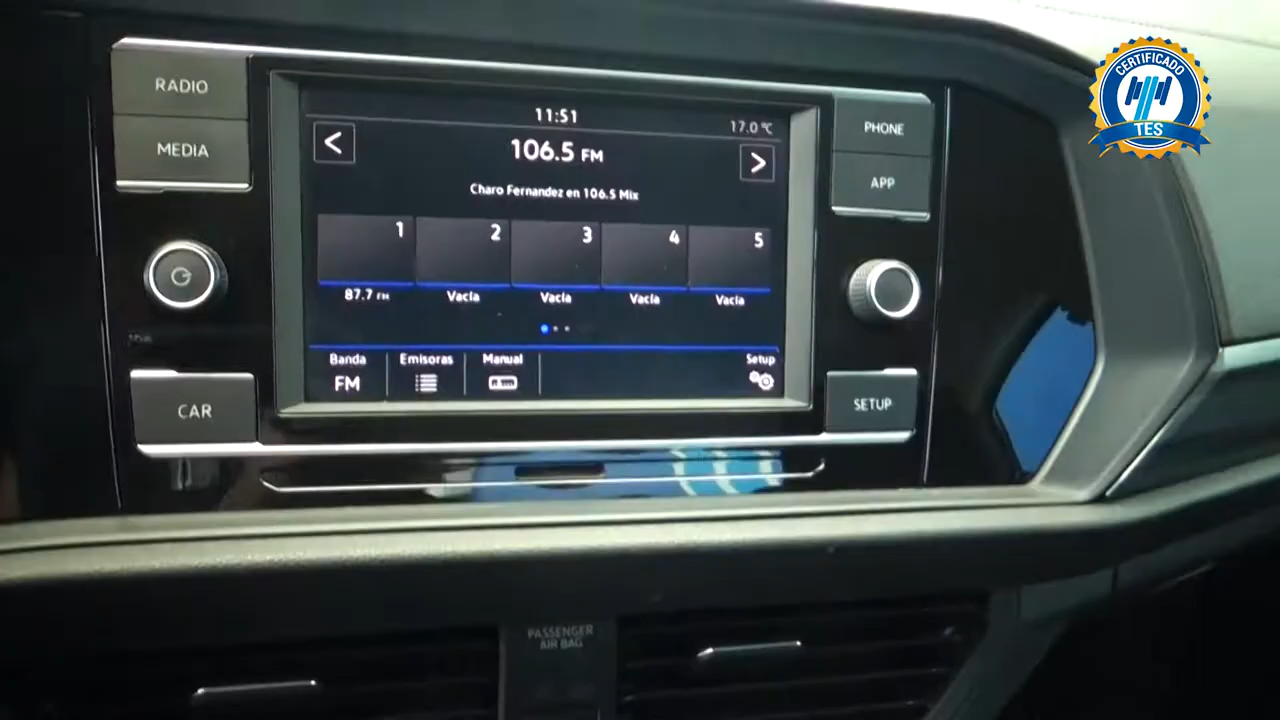 CERTIFICADO
TES
RADIO
MEDIA
CAR
PHONE
APP
SETUP
11:51
17.0 °C
<
106.5 FM
>
Charo Fernandez en 106.5 Mix
1
2
3
4
5
87.7 FM
Vacía
Vacía
Vacía
Vacía
Banda
Emisoras
Manual
Setup
FM
PASSENGER
AIR BAG